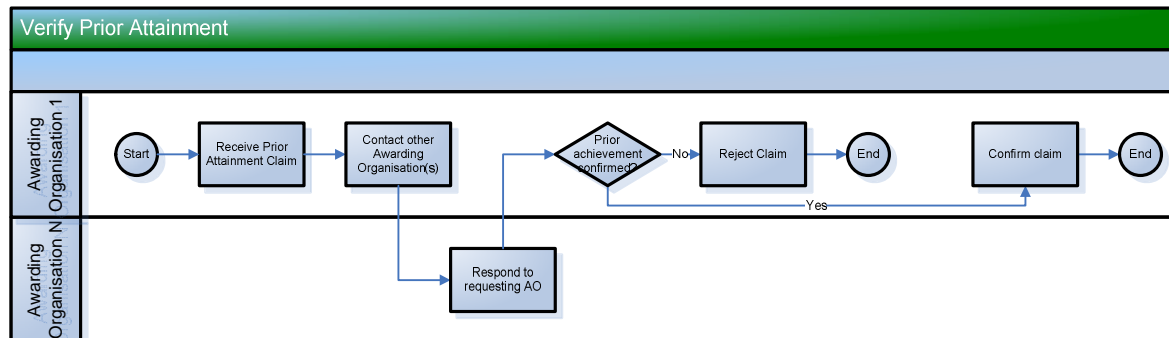 Verify Prior Attainment
Awarding
Organisation 1
Start
Receive Prior
Attainment Claim
Contact other
Awarding
Organisation(s)
Prior
achievement
confirmed?
No
Reject Claim
End
Confirm claim
End
Yes
Awarding
Organisation N
Respond to
requesting AO